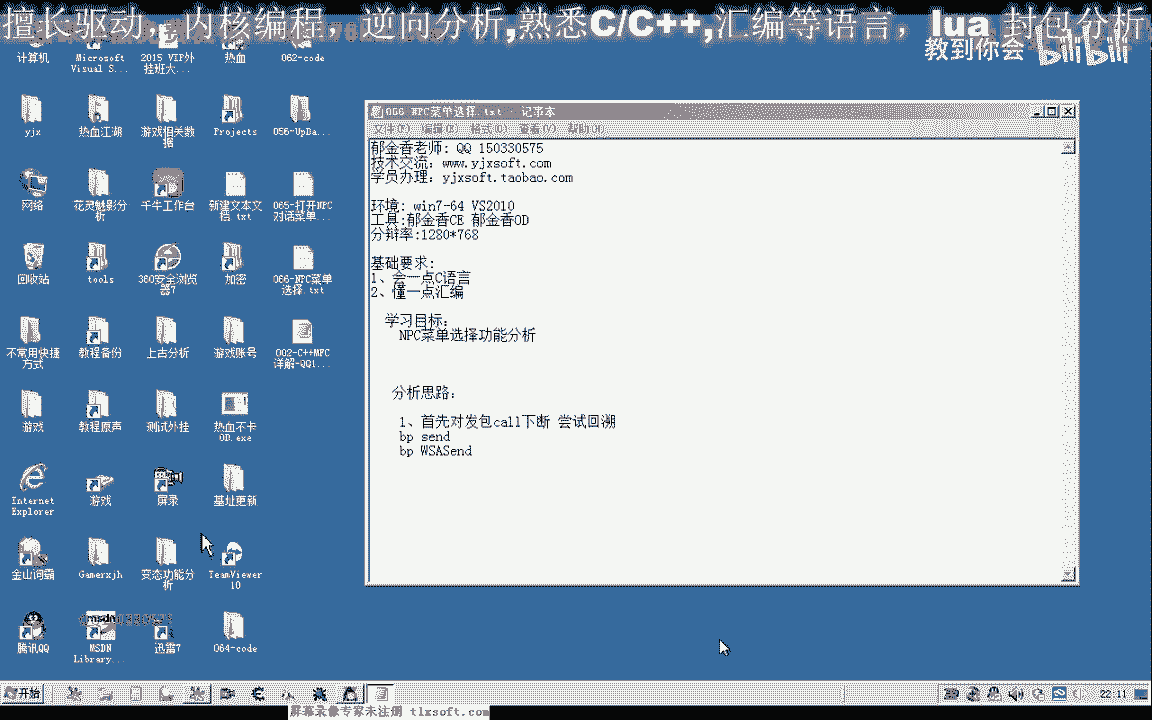 擅长驱动，内核编程，逆向分析,熟悉C/C++,汇编等语言，lua 封包分析
教到你会 bilibili
计算机
Microsoft Visual S...
2015 VIP外挂班大...
热血
062-code
yjx
热血江湖
游戏相关数据
Projects
056-UpDa...
网络
花灵魅影分析
千牛工作台
新建文本文档.txt
065-打开NPC对话菜单...
回收站
tools
360安全浏览器7
加密
066-NPC菜单选择.txt
不常用快捷方式
教程备份
上古分析
游戏账号
002-C++MFC详解-QQ1...
游戏
教程原声
测试外挂
热血不卡OD.exe
Internet Explorer
游戏
屏录
基址更新
金山词霸
Gamerxjh
变态功能分析
TeamViewer 10
腾讯QQ
MSDN Library...
迅雷7
064-code
066-NPC菜单选择.txt - 记事本
文件(F) 编辑(E) 格式(O) 查看(V) 帮助(H)
郁金香老师: QQ 150330575
技术交流: www.yjxsoft.com
学员办理: yjxsoft.taobao.com
环境: win7-64 VS2010
工具:郁金香CE 郁金香OD
分辩率:1280*768
基础要求:
1、会一点C语言
2、懂一点汇编
学习目标:
NPC菜单选择功能分析
分析思路:
1、首先对发包call下断 尝试回溯
bp send
bp WSASend
开始
22:11
屏幕录像专家未注册 tlxsoft.com